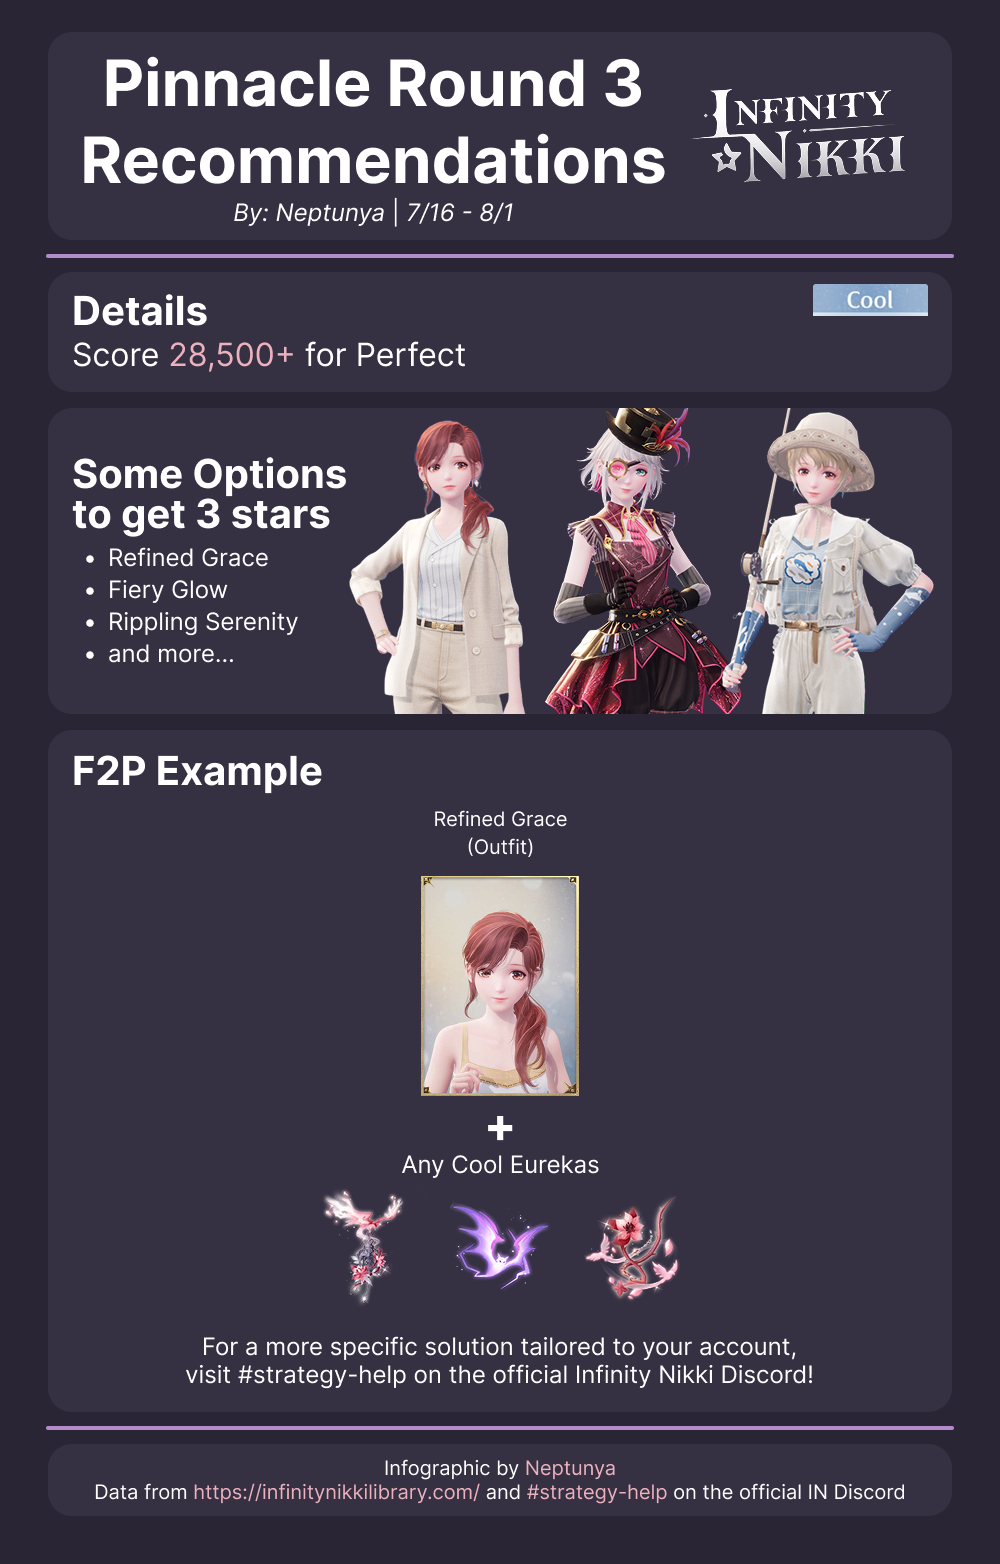 Pinnacle Round 3
Recommendations
By: Neptunya | 7/16 - 8/1
INFINITY
NIKKI
Details
Cool
Score 28,500+ for Perfect
Some Options
to get 3 stars
• Refined Grace
• Fiery Glow
• Rippling Serenity
• and more...
F2P Example
Refined Grace
(Outfit)
+
Any Cool Eurekas
For a more specific solution tailored to your account,
visit #strategy-help on the official Infinity Nikki Discord!
Infographic by Neptunya
Data from https://infinitynikkilibrary.com/ and #strategy-help on the official IN Discord